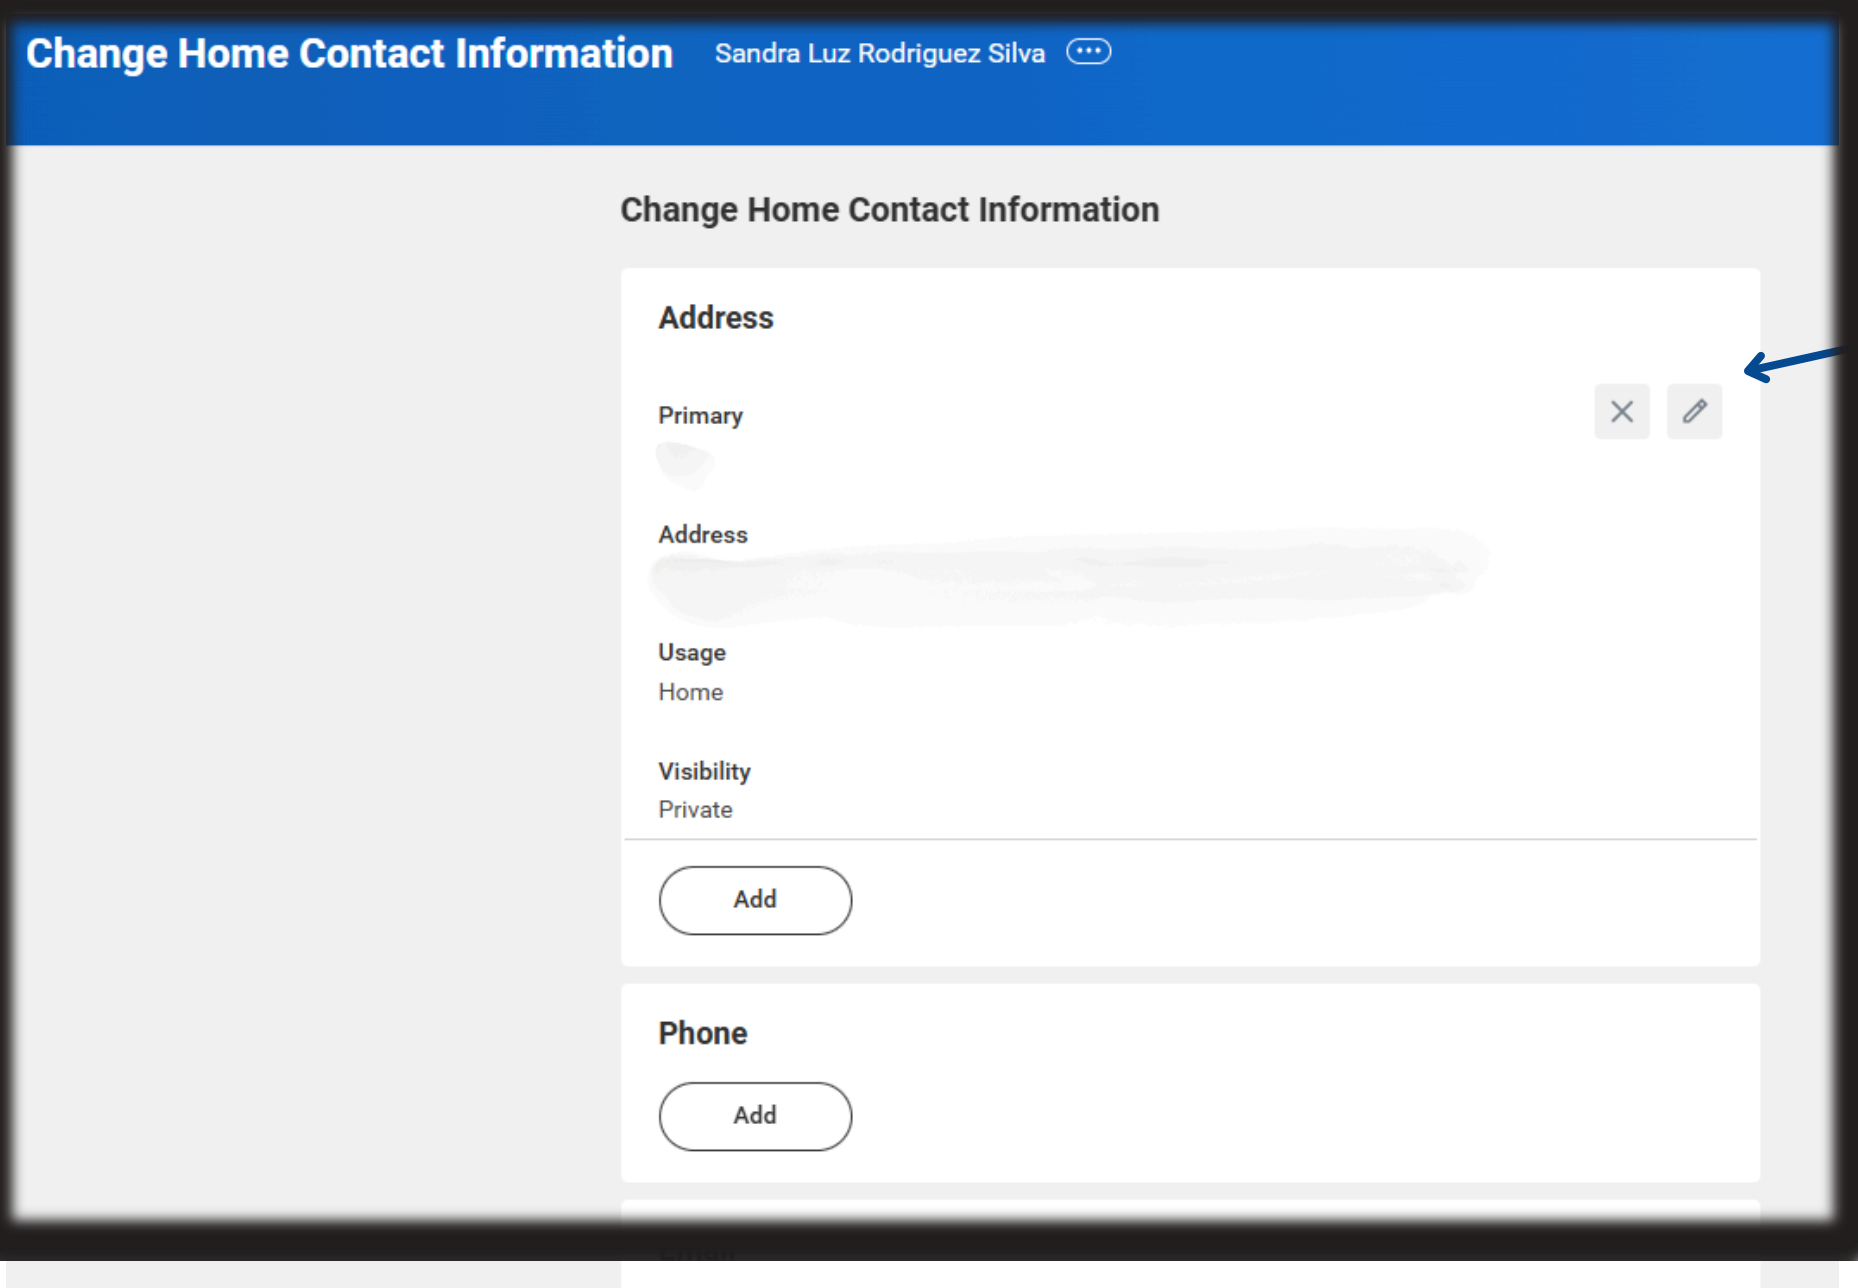 Change Home Contact Information Sandra Luz Rodriguez Silva
Change Home Contact Information
Address
Primary
Address
Usage
Home
Visibility
Private
Add
Phone
Add